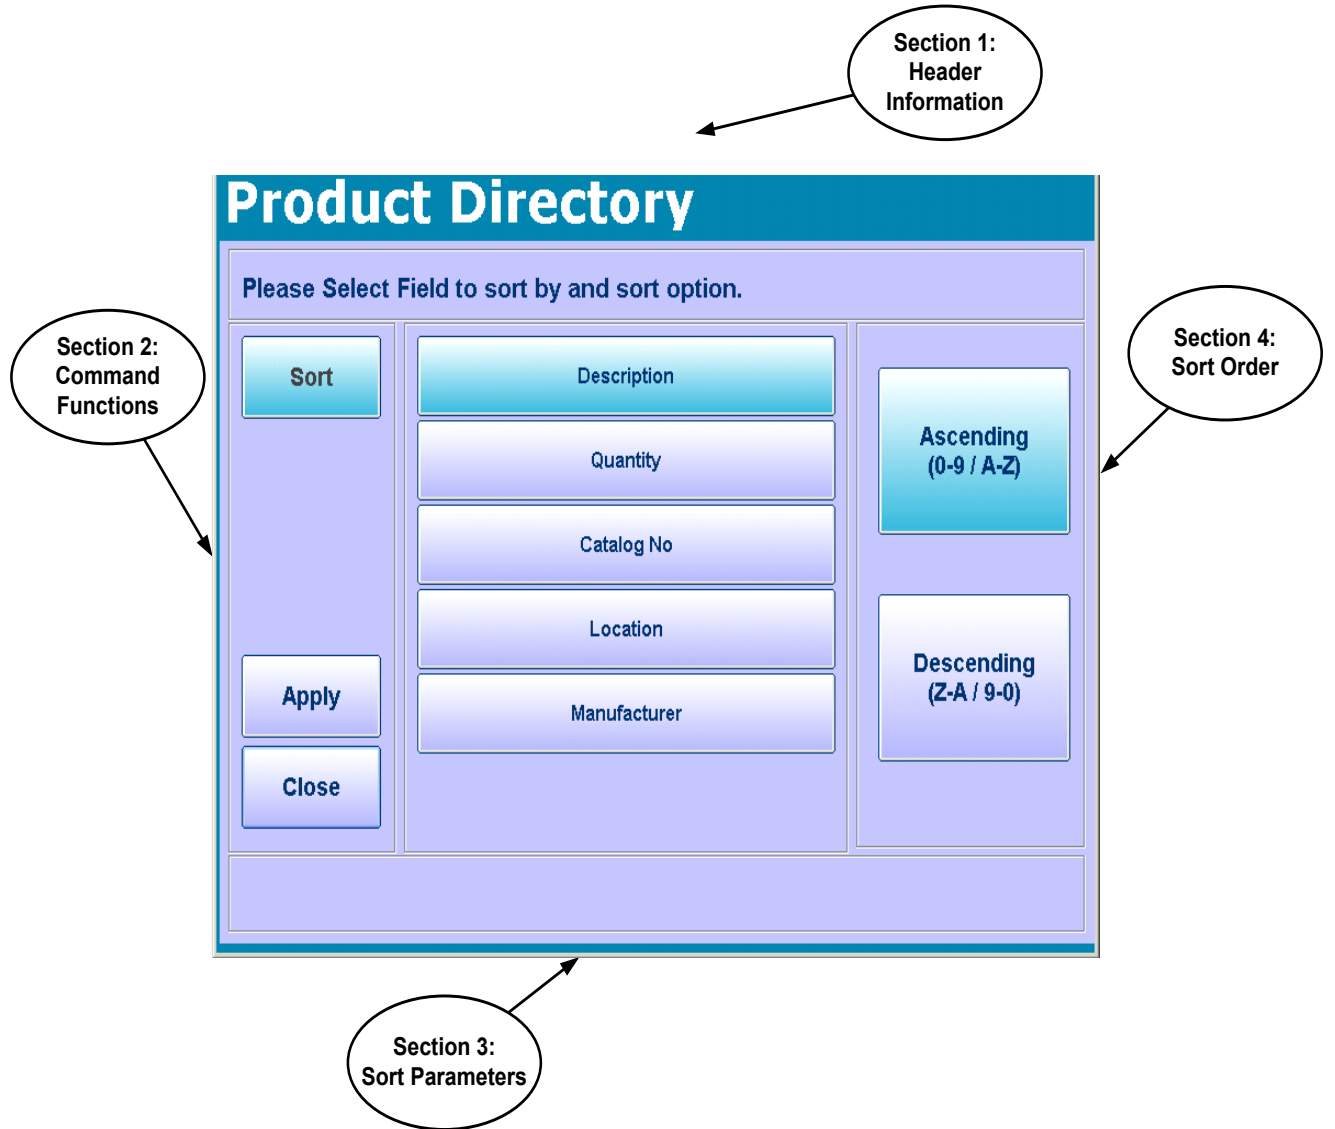 Section 1:
Header
Information
Product Directory
Please Select Field to sort by and sort option.
Section 2:
Command
Functions
Sort
Apply
Close
Description
Quantity
Catalog No
Location
Manufacturer
Ascending
(0-9 / A-Z)
Descending
(Z-A / 9-0)
Section 4:
Sort Order
Section 3:
Sort Parameters